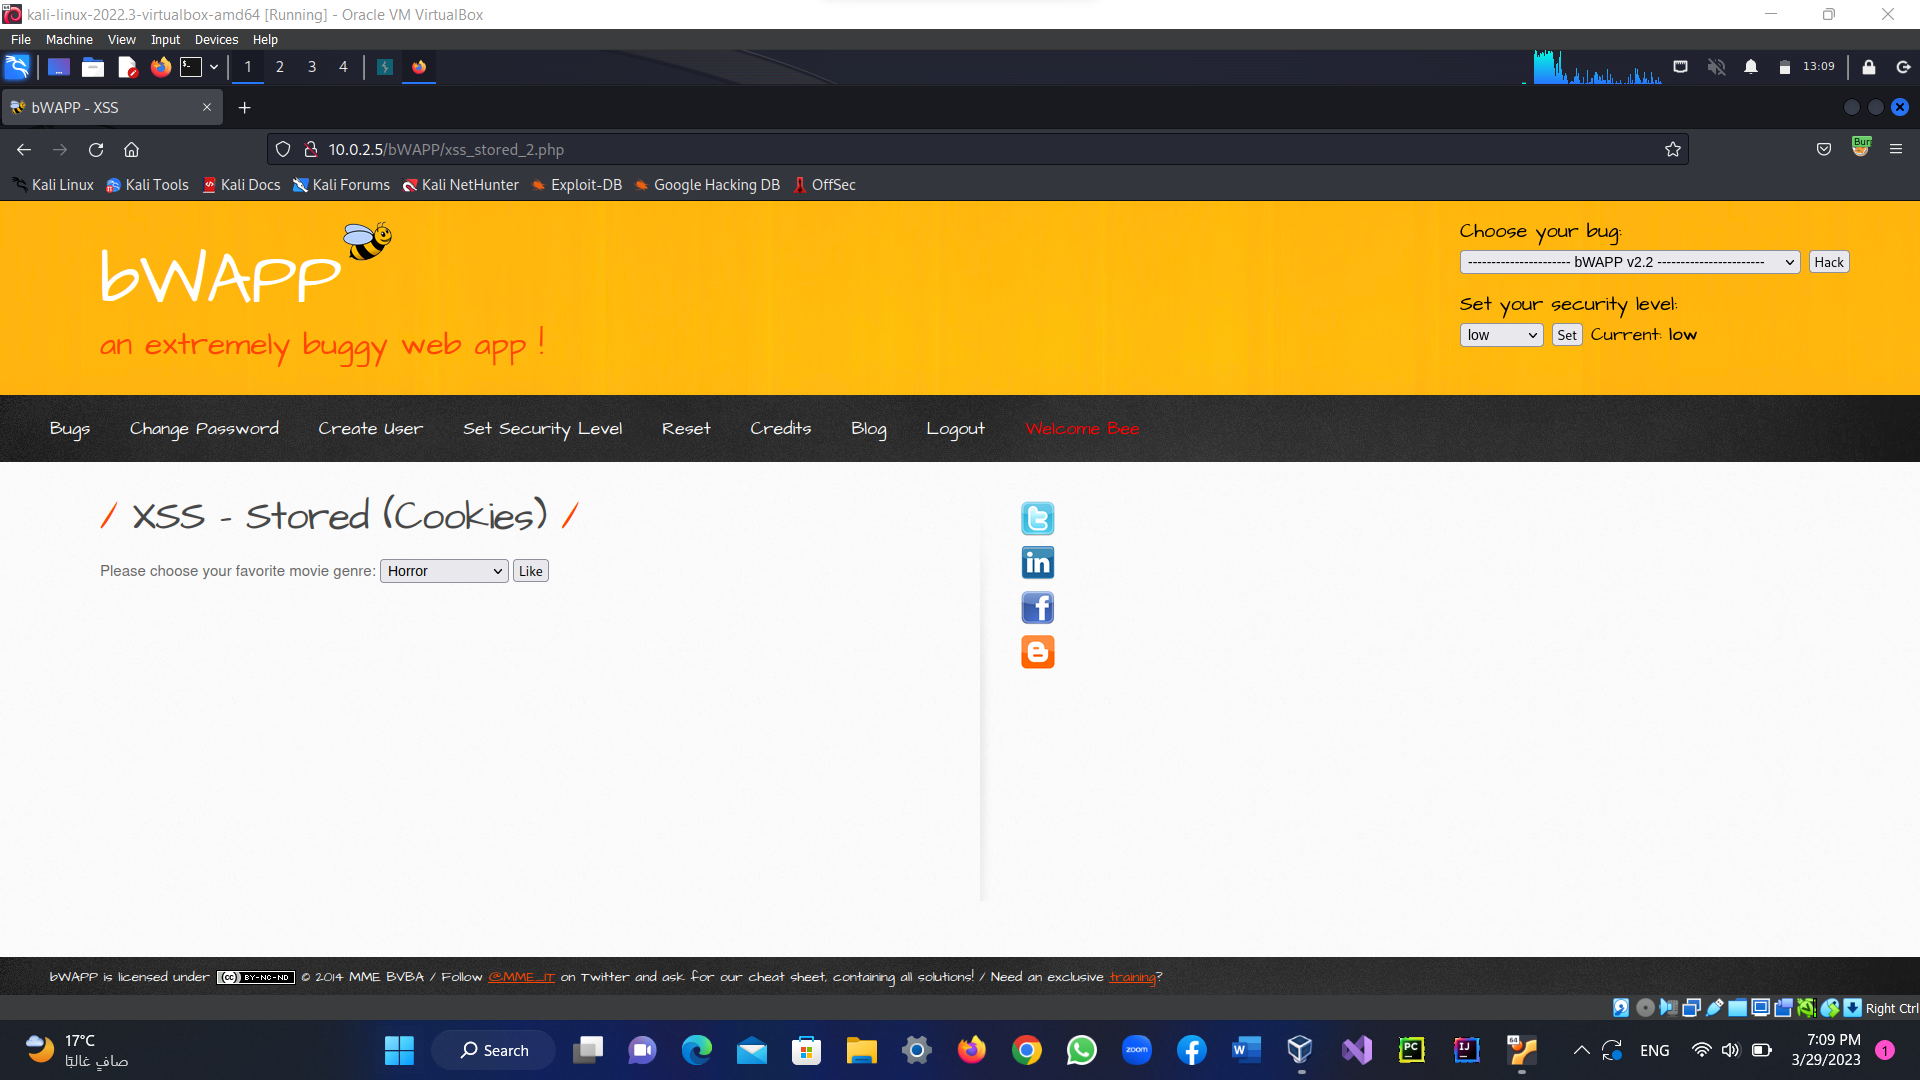 kali-linux-2022.3-virtualbox-amd64 [Running] - Oracle VM VirtualBox
File Machine View Input Devices Help
1 2 3 4 13:09
bWAPP - XSS
10.0.2.5/bWAPP/xss_stored_2.php
Kali Linux Kali Tools Kali Docs Kali Forums Kali NetHunter Exploit-DB Google Hacking DB OffSec
bWAPP
an extremely buggy web app !
Choose your bug:
---------------------- bWAPP v2.2 ----------------------- Hack
Set your security level:
low Set Current: low
Bugs Change Password Create User Set Security Level Reset Credits Blog Logout Welcome Bee
/ XSS - Stored (Cookies) /
Please choose your favorite movie genre: Horror Like
bWAPP is licensed under (cc) BY-NC-ND © 2014 MME BVBA / Follow @MME_IT on Twitter and ask for our cheat sheet, containing all solutions! / Need an exclusive training?
Right Ctrl
17°C
صافٍ غالبًا
Search
zoom
ENG
7:09 PM
3/29/2023
1